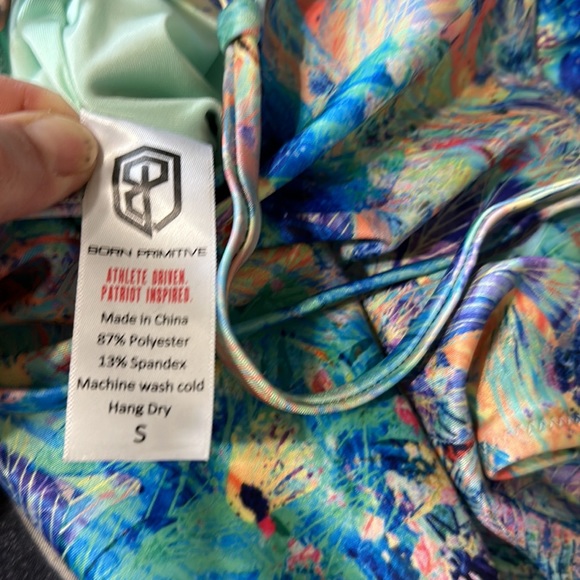 BORN PRIMITIVE
ATHLETE DRIVEN.
PATRIOT INSPIRED.
Made in China
87% Polyester
13% Spandex
Machine wash cold
Hang Dry
S